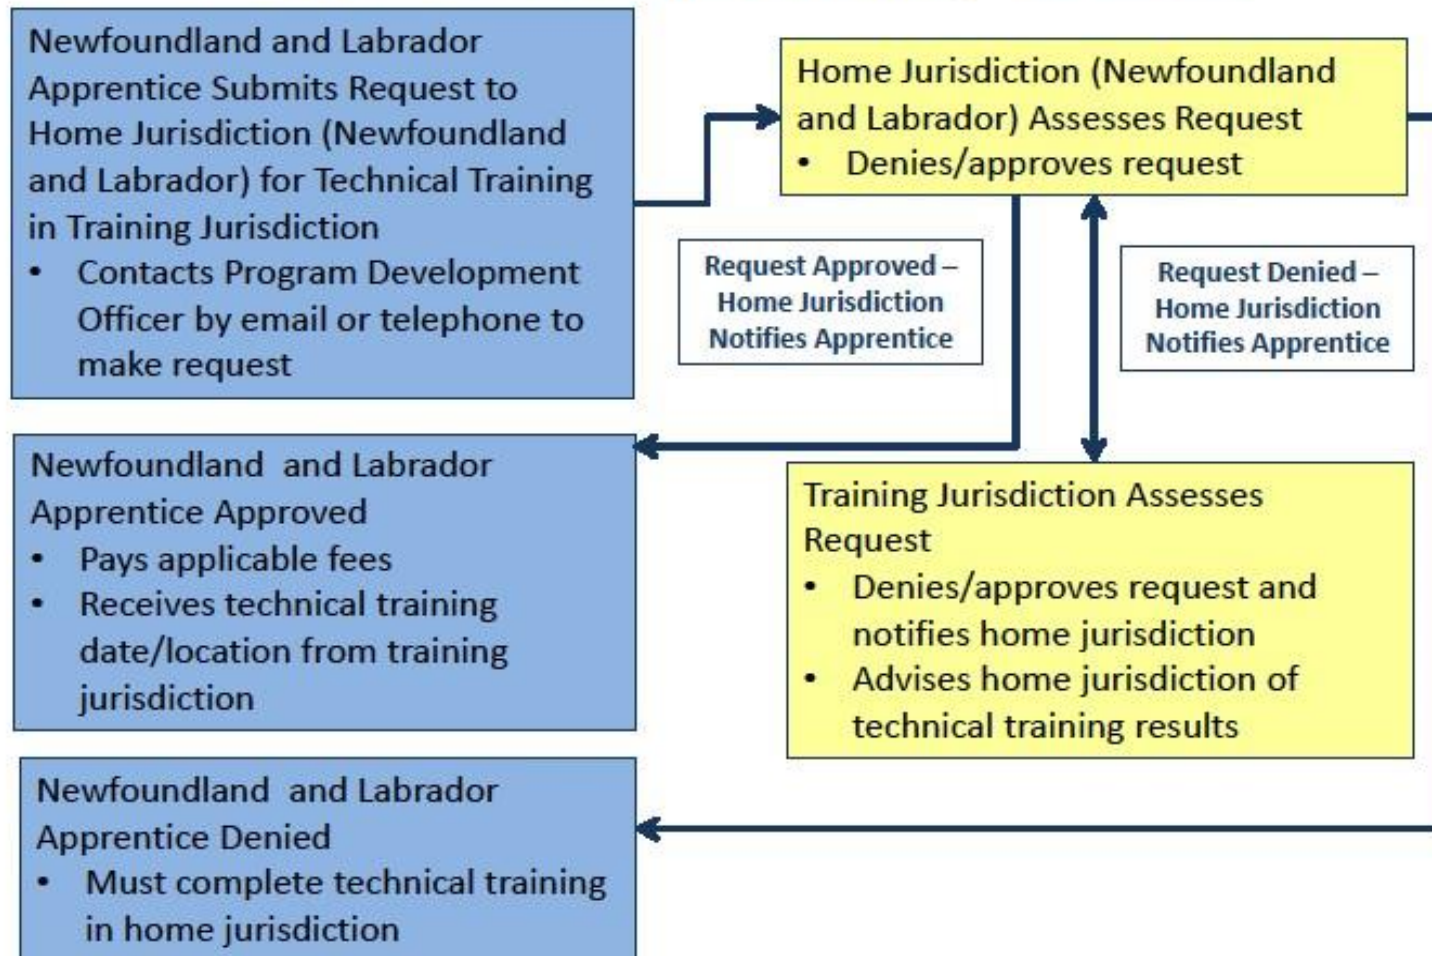 Newfoundland and Labrador
Apprentice Submits Request to
Home Jurisdiction (Newfoundland
and Labrador) for Technical Training
in Training Jurisdiction
• Contacts Program Development
Officer by email or telephone to
make request
Home Jurisdiction (Newfoundland
and Labrador) Assesses Request
• Denies/approves request
Request Approved –
Home Jurisdiction
Notifies Apprentice
Request Denied –
Home Jurisdiction
Notifies Apprentice
Newfoundland and Labrador
Apprentice Approved
• Pays applicable fees
• Receives technical training
date/location from training
jurisdiction
Training Jurisdiction Assesses
Request
• Denies/approves request and
notifies home jurisdiction
• Advises home jurisdiction of
technical training results
Newfoundland and Labrador
Apprentice Denied
• Must complete technical training
in home jurisdiction